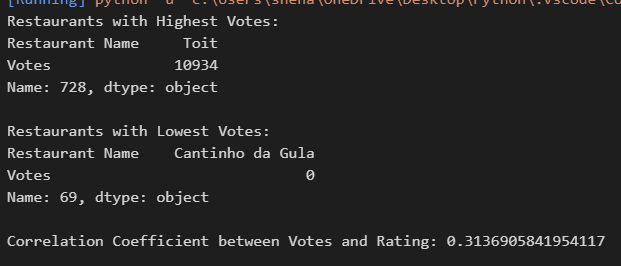 [Running] python -u "c:\Users\sneha\OneDrive\Desktop\Python\.vscode\Co
Restaurants with Highest Votes:
Restaurant Name     Toit
Votes              10934
Name: 728, dtype: object
Restaurants with Lowest Votes:
Restaurant Name    Cantinho da Gula
Votes                             0
Name: 69, dtype: object
Correlation Coefficient between Votes and Rating: 0.3136905841954117